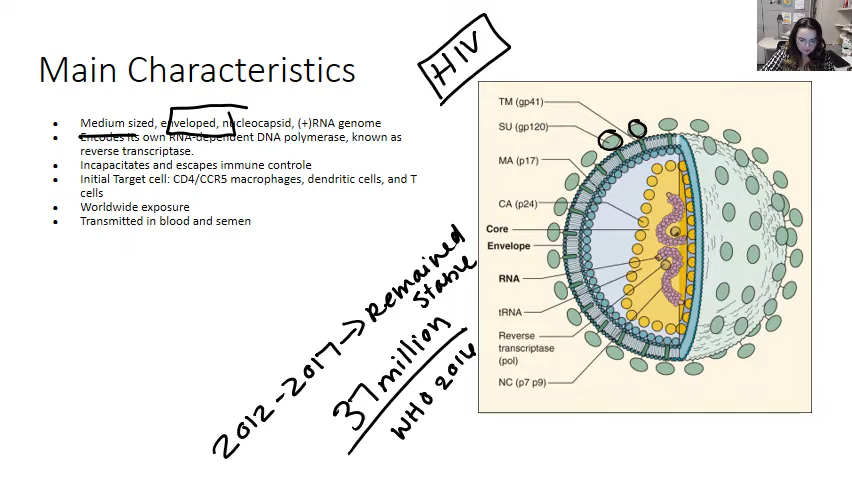 Main Characteristics
HIV
Medium sized, enveloped, nucleocapsid, (+)RNA genome
Encodes its own RNA-dependent DNA polymerase, known as
reverse transcriptase.
Incapacitates and escapes immune controle
Initial Target cell: CD4/CCR5 macrophages, dendritic cells, and T
cells
Worldwide exposure
Transmitted in blood and semen
2012-2017 → Remained
stable
37 million
WHO 2016
TM (gp41)
SU (gp120)
MA (p17)
CA (p24)
Core
Envelope
RNA
tRNA
Reverse
transcriptase
(pol)
NC (p7 p9)